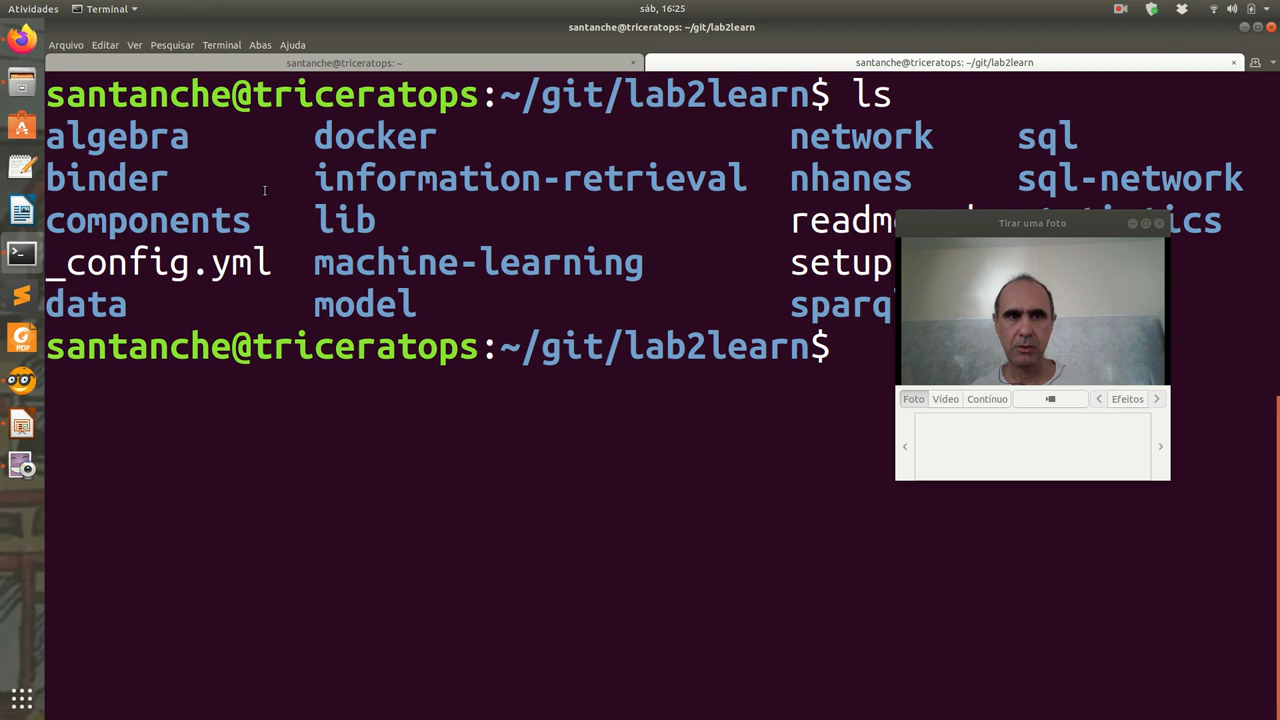 Atividades Terminal sáb, 16:25
santanche@triceratops: ~/git/lab2learn
Arquivo Editar Ver Pesquisar Terminal Abas Ajuda
santanche@triceratops: ~ × santanche@triceratops: ~/git/lab2learn ×
santanche@triceratops:~/git/lab2learn$ ls
algebra docker network sql
binder information-retrieval nhanes sql-network
components lib
_config.yml machine-learning setup
data model
santanche@triceratops:~/git/lab2learn$
Tirar uma foto
Foto Vídeo Contínuo Efeitos
PDF